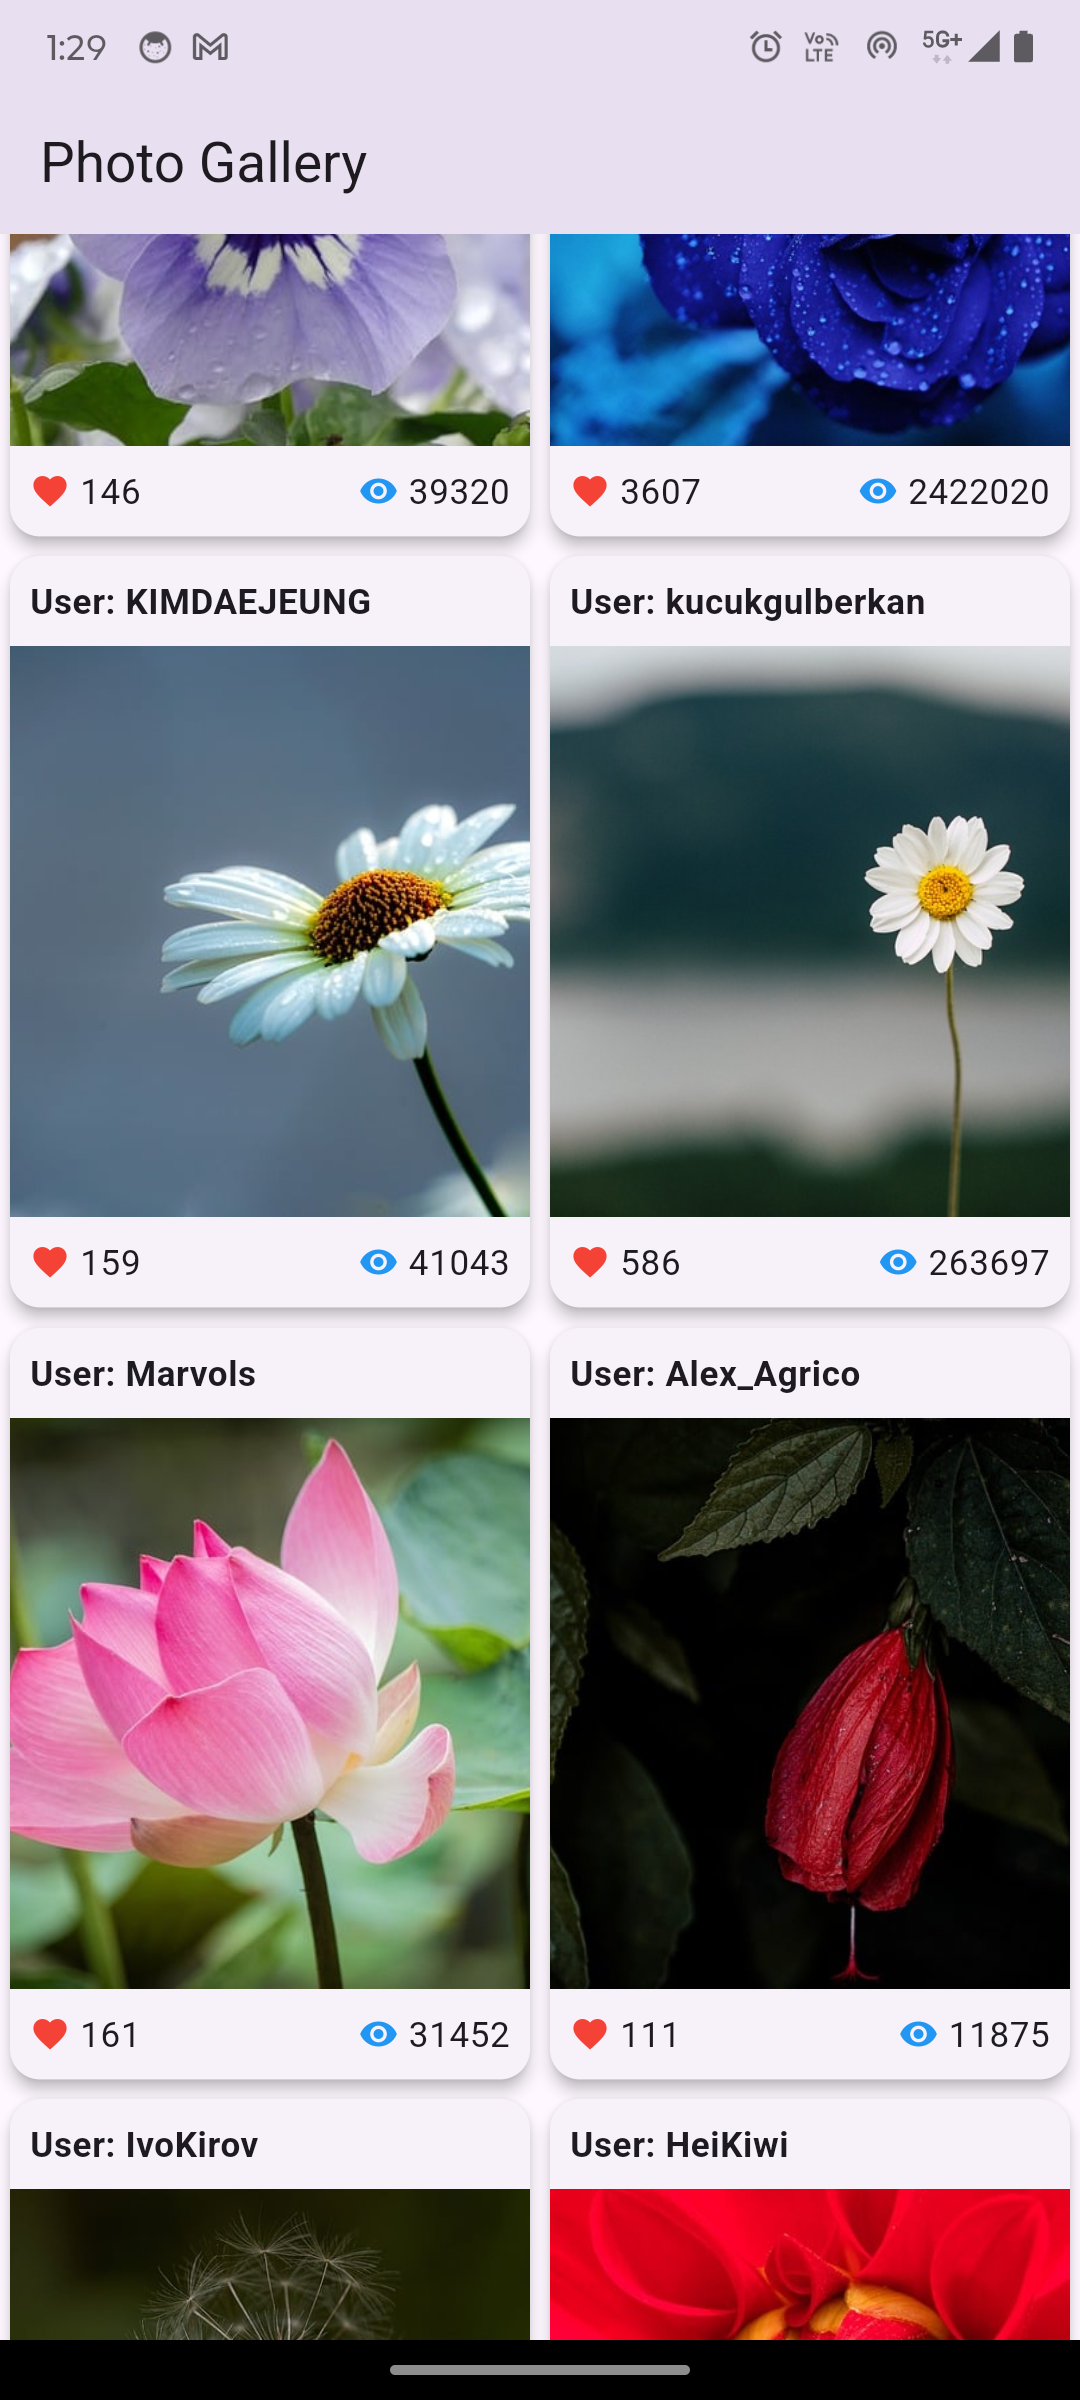 1:29
Vo LTE
5G+
Photo Gallery
146 39320
3607 2422020
User: KIMDAEJEUNG
User: kucukgulberkan
159 41043
586 263697
User: Marvols
User: Alex_Agrico
161 31452
111 11875
User: IvoKirov
User: HeiKiwi